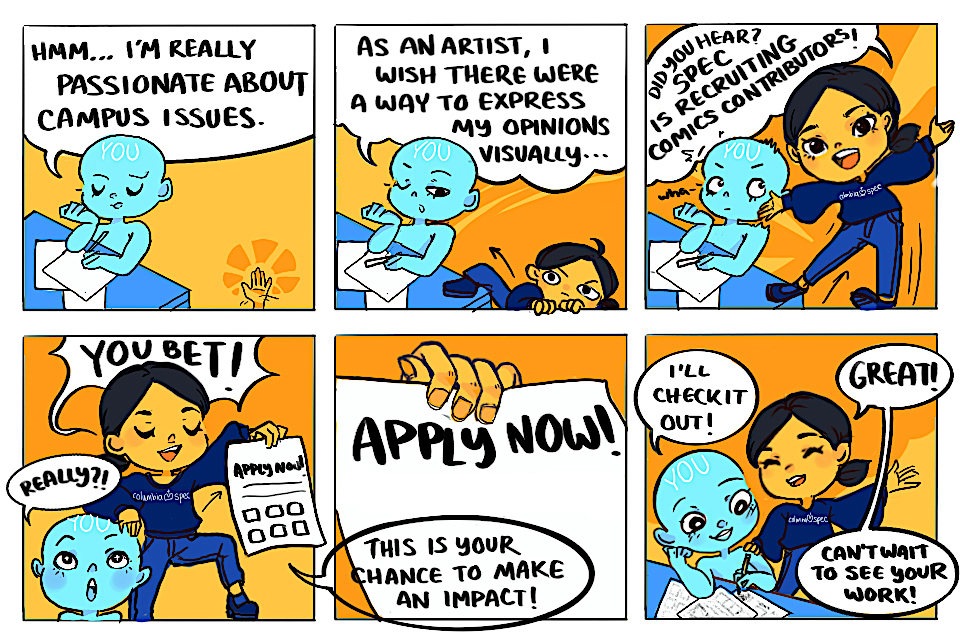 HMM... I'M REALLY
PASSIONATE ABOUT
CAMPUS ISSUES.
YOU
AS AN ARTIST, I
WISH THERE WERE
A WAY TO EXPRESS
MY OPINIONS
VISUALLY...
YOU
DID YOU HEAR?
SPEC
IS RECRUITING
COMICS CONTRIBUTORS!
YOU
wha
columbia spec
YOU BET!
APPLY NOW!
columbia spec
REALLY?!
YOU
APPLY NOW!
THIS IS YOUR
CHANCE TO MAKE
AN IMPACT!
I'LL
CHECK IT
OUT!
GREAT!
YOU
columbia spec
CAN'T WAIT
TO SEE YOUR
WORK!